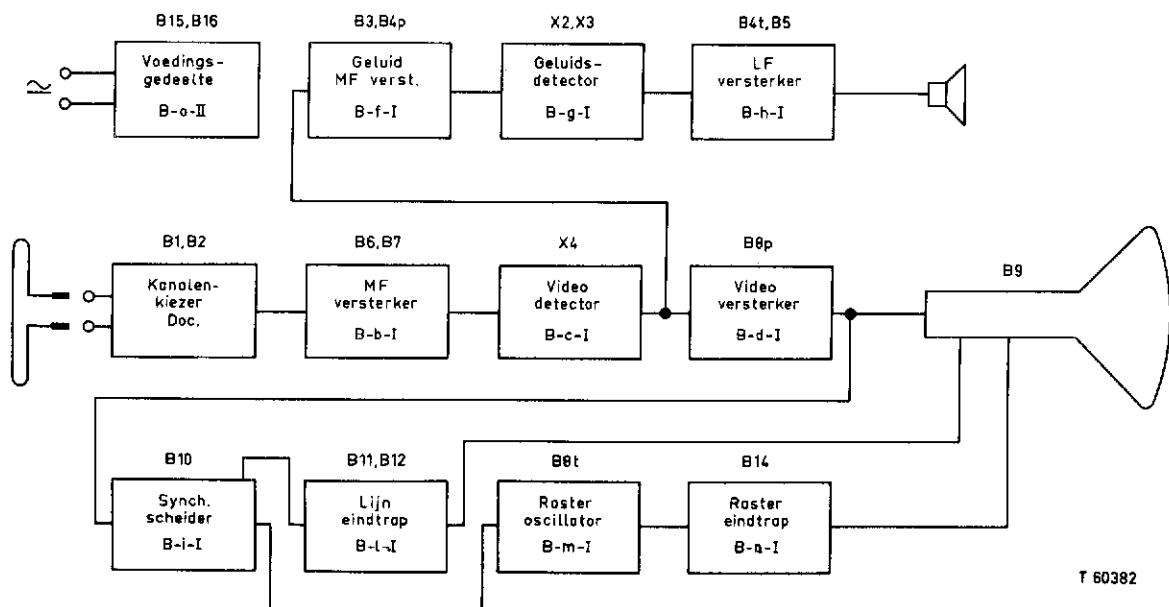 B15, B16
Voedings-
gedeelte
B-a-II
B3, B4p
Geluid
MF verst.
B-f-I
X2, X3
Geluids-
detector
B-g-I
B4t, B5
LF
versterker
B-h-I
B1, B2
Kanalen-
kiezer
Doc.
B6, B7
MF
versterker
B-b-I
X4
Video
detector
B-c-I
B8p
Video
versterker
B-d-I
B9
B10
Synch.
scheider
B-i-I
B11, B12
Lijn
eindtrap
B-l-I
B8t
Raster
oscillator
B-m-I
B14
Raster
eindtrap
B-n-I
T 60382